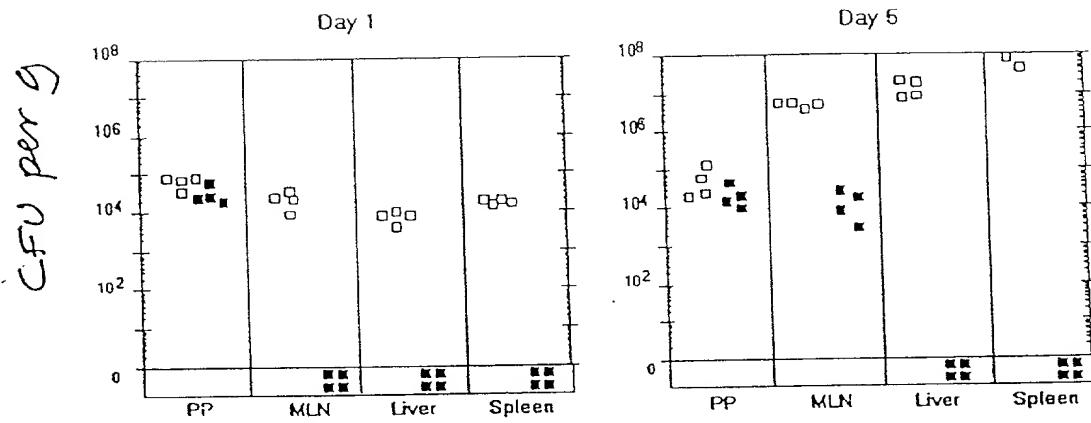 Day 1
Day 5
CFU per g
10⁸
10⁶
10⁴
10²
0
PP
MLN
Liver
Spleen
10⁸
10⁶
10⁴
10²
0
PP
MLN
Liver
Spleen